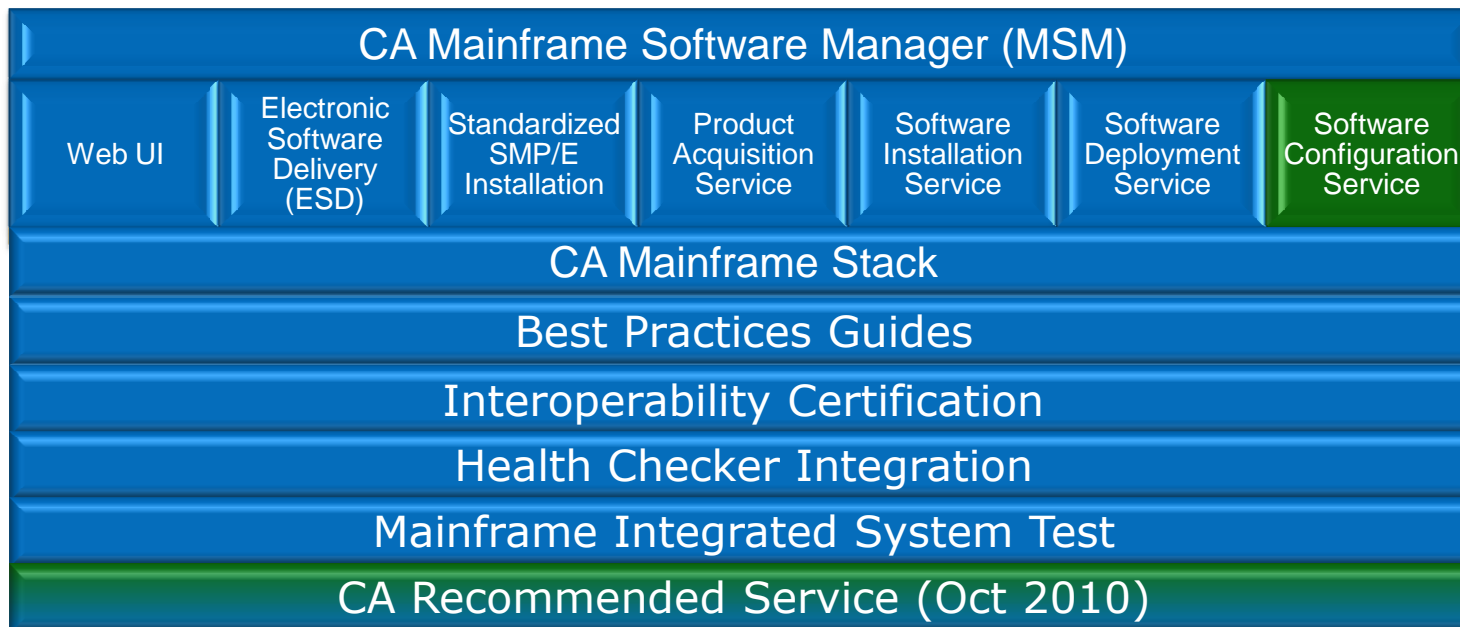 CA Mainframe Software Manager (MSM)
Web UI
Electronic
Software
Delivery
(ESD)
Standardized
SMP/E
Installation
Product
Acquisition
Service
Software
Installation
Service
Software
Deployment
Service
Software
Configuration
Service
CA Mainframe Stack
Best Practices Guides
Interoperability Certification
Health Checker Integration
Mainframe Integrated System Test
CA Recommended Service (Oct 2010)